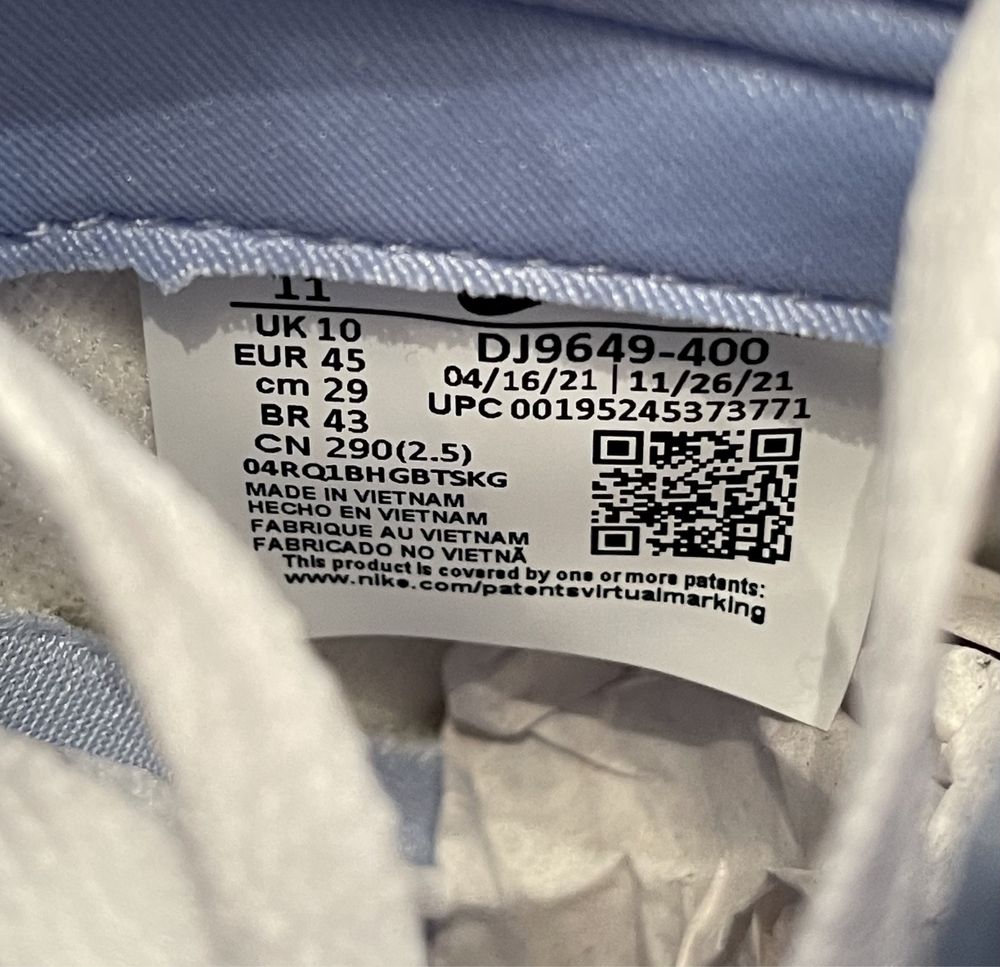 11
UK 10
EUR 45
cm 29
BR 43
CN 290(2.5)
04RQ1BHGBTSKG
MADE IN VIETNAM
HECHO EN VIETNAM
FABRIQUE AU VIETNAM
FABRICADO NO VIETNÃ
DJ9649-400
04/16/21 | 11/26/21
UPC 00195245373771
This product is covered by one or more patents:
www.nike.com/patentsvirtualmarking